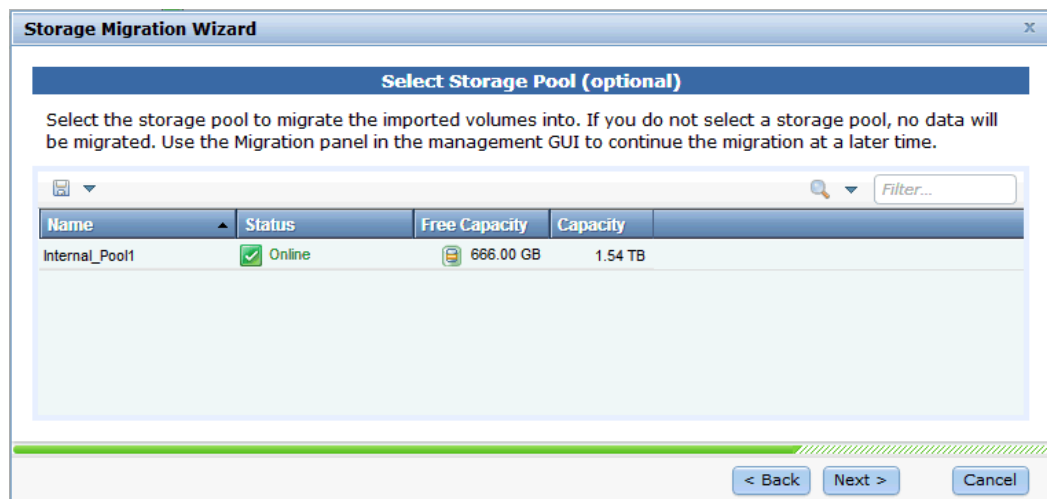 Storage Migration Wizard x
Select Storage Pool (optional)
Select the storage pool to migrate the imported volumes into. If you do not select a storage pool, no data will
be migrated. Use the Migration panel in the management GUI to continue the migration at a later time.
Filter...
Name Status Free Capacity Capacity
Internal_Pool1 Online 666.00 GB 1.54 TB
< Back Next > Cancel